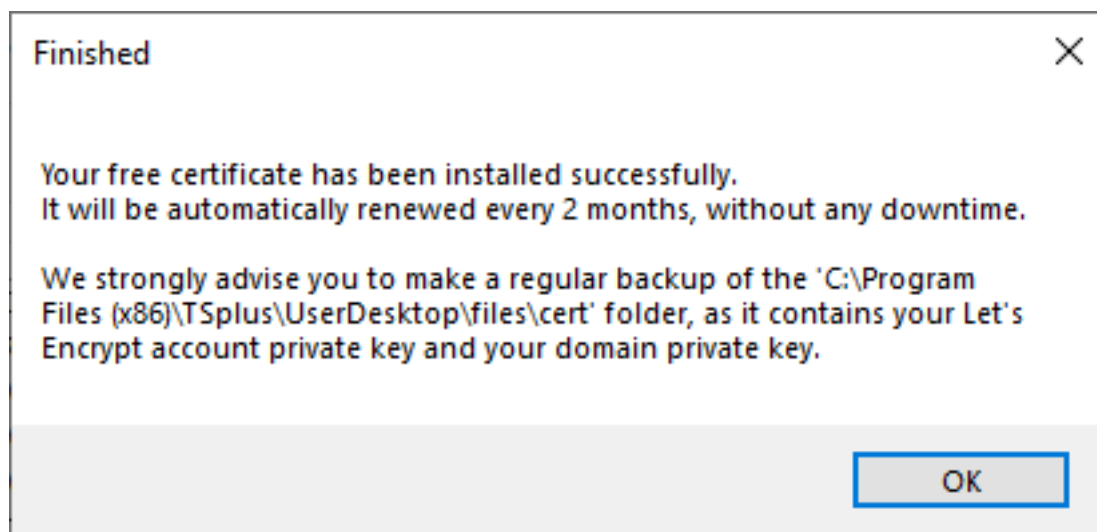 Finished
Your free certificate has been installed successfully.
It will be automatically renewed every 2 months, without any downtime.
We strongly advise you to make a regular backup of the 'C:\Program
Files (x86)\TSplus\UserDesktop\files\cert' folder, as it contains your Let's
Encrypt account private key and your domain private key.
OK